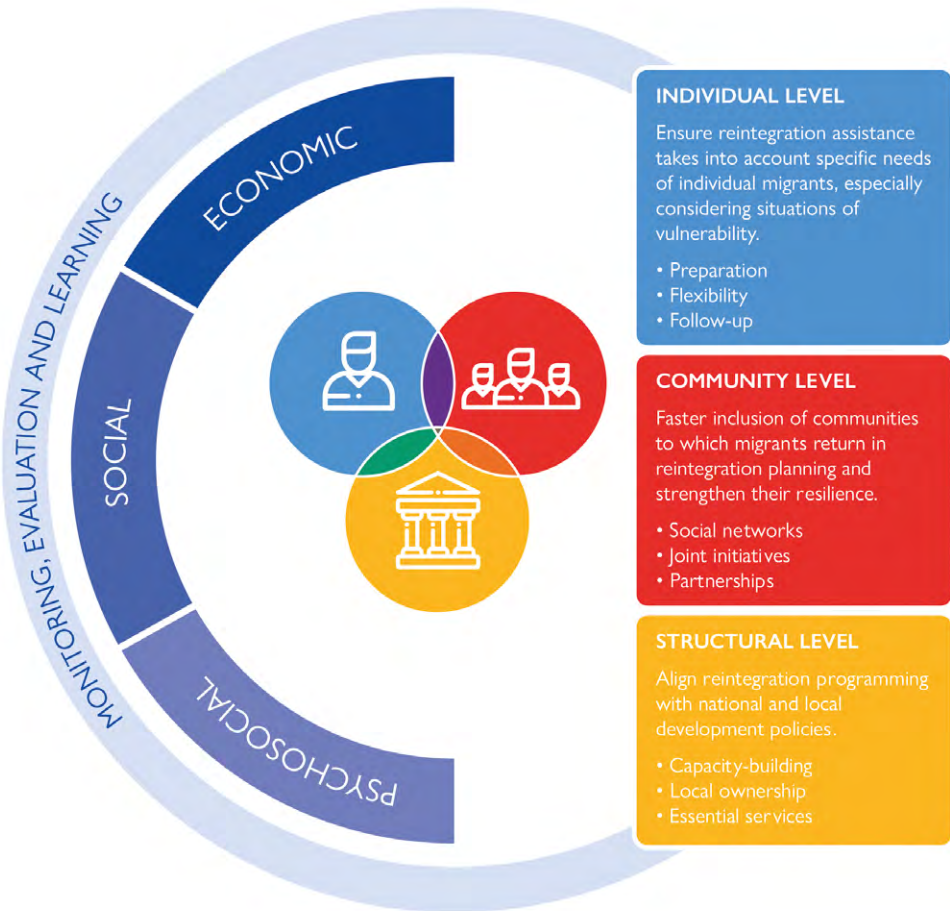 MONITORING, EVALUATION AND LEARNING
ECONOMIC
SOCIAL
PSYCHOSOCIAL
INDIVIDUAL LEVEL
Ensure reintegration assistance
takes into account specific needs
of individual migrants, especially
considering situations of
vulnerability.
• Preparation
• Flexibility
• Follow-up
COMMUNITY LEVEL
Faster inclusion of communities
to which migrants return in
reintegration planning and
strengthen their resilience.
• Social networks
• Joint initiatives
• Partnerships
STRUCTURAL LEVEL
Align reintegration programming
with national and local
development policies.
• Capacity-building
• Local ownership
• Essential services